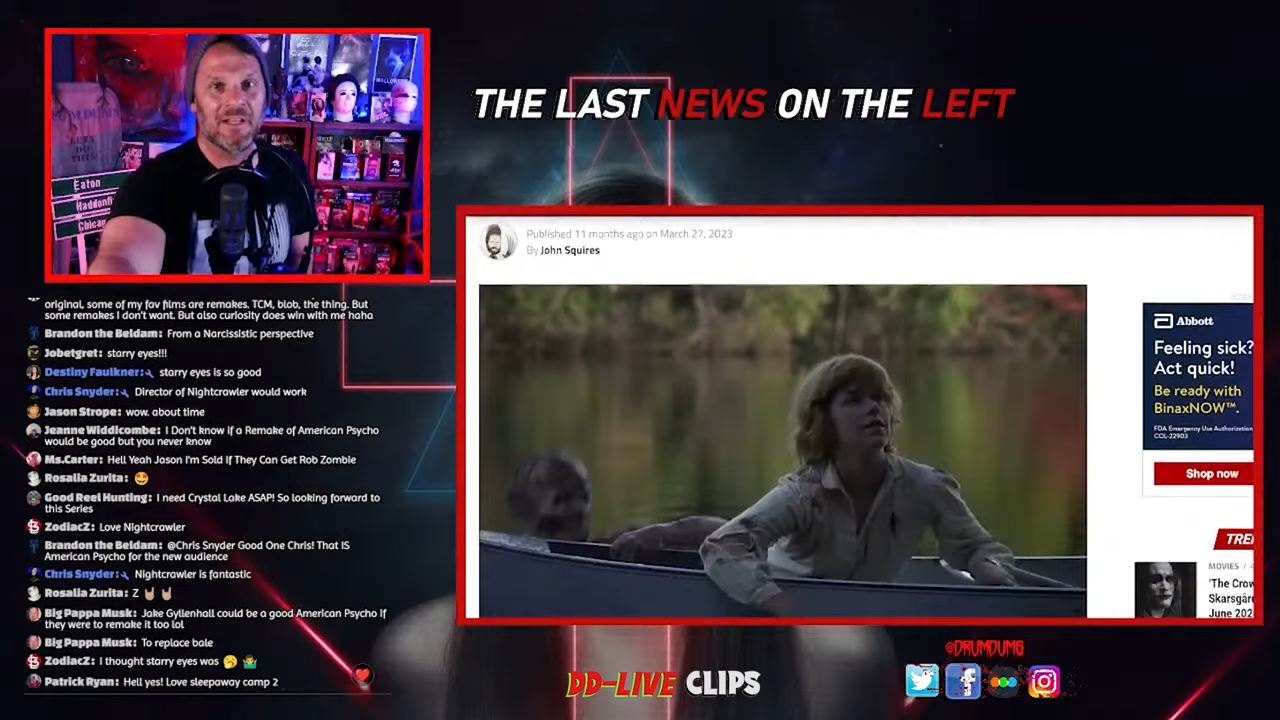 THE LAST NEWS ON THE LEFT
Eaton
Haddonfi
Chicag
Published 11 months ago on March 27, 2023
By John Squires
Abbott
Feeling sick?
Act quick!
Be ready with
BinaxNOW™.
FDA Emergency Use Authorization
COL-22903
Shop now
TRE
MOVIES /
'The Crow
Skarsgår
June 202
original, some of my fav films are remakes. TCM, blob, the thing. But
some remakes I don't want. But also curiosity does win with me haha
Brandon the Beldam: From a Narcissistic perspective
Jobetgret: starry eyes!!!
Destiny Faulkner: starry eyes is so good
Chris Snyder: Director of Nightcrawler would work
Jason Strope: wow. about time
Jeanne Widdicombe: I Don't know if a Remake of American Psycho
would be good but you never know
Ms.Carter: Hell Yeah Jason I'm Sold If They Can Get Rob Zombie
Rosalia Zurita: 🤩
Good Reel Hunting: I need Crystal Lake ASAP! So looking forward to
this Series
ZodiacZ: Love Nightcrawler
Brandon the Beldam: @Chris Snyder Good One Chris! That IS
American Psycho for the new audience
Chris Snyder: Nightcrawler is fantastic
Rosalia Zurita: Z 🤘🏼 🤘🏼
Big Pappa Musk: Jake Gyllenhall could be a good American Psycho if
they were to remake it too lol
Big Pappa Musk: To replace bale
ZodiacZ: I thought starry eyes was 🥱 🤷‍♂️
Patrick Ryan: Hell yes! Love sleepaway camp 2
DD-LIVE CLIPS
@DRUMDUMS